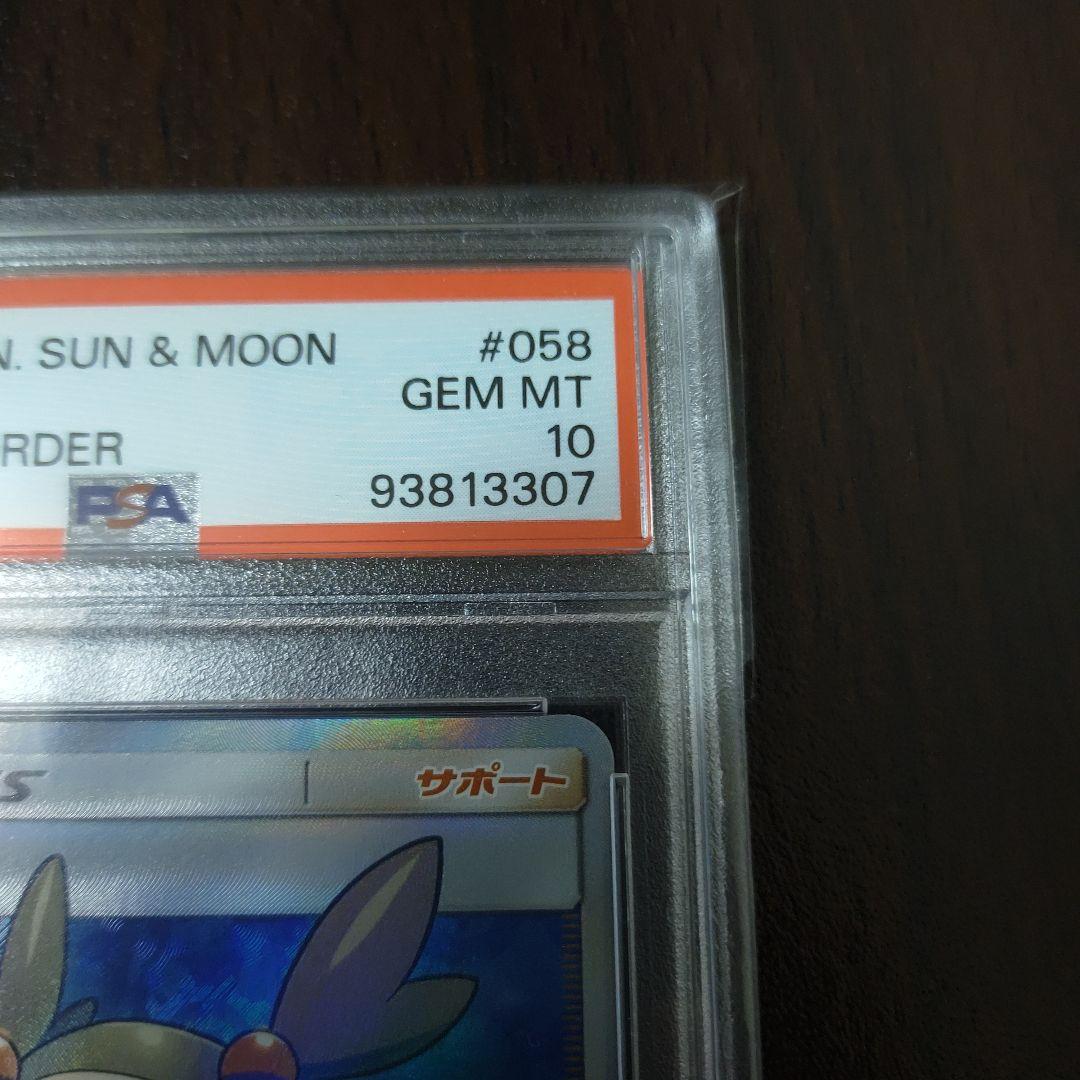 N. SUN & MOON #058
GEM MT
RDER 10
PSA 93813307
サポート